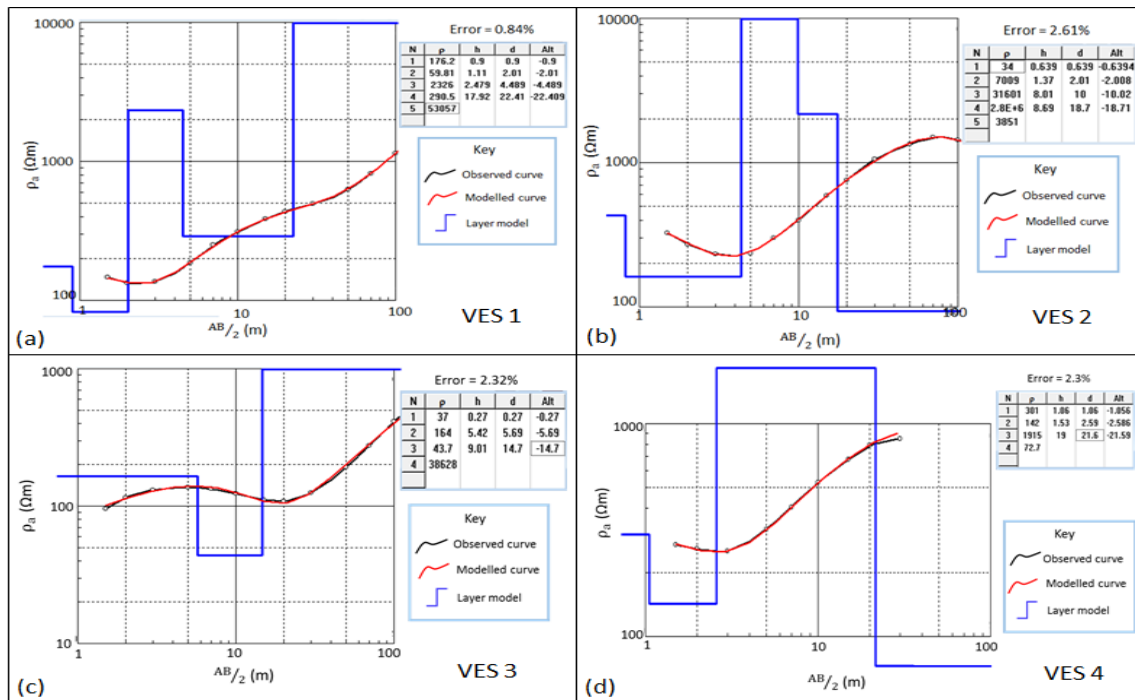 10000
1000
100
ρa (Ωm)
1
10
100
AB/2 (m)
(a)
VES 1
Error = 0.84%
N ρ h d Alt
1 176.2 0.9 0.9 -0.9
2 59.81 1.11 2.01 -2.01
3 2326 2.479 4.489 -4.489
4 290.5 17.92 22.41 -22.409
5 53057
Key
Observed curve
Modelled curve
Layer model
10000
1000
100
ρa (Ωm)
1
10
100
AB/2 (m)
(b)
VES 2
Error = 2.61%
N ρ h d Alt
1 34 0.639 0.639 -0.6394
2 7009 1.37 2.01 -2.008
3 31601 8.01 10 -10.02
4 2.8E+6 8.69 18.7 -18.71
5 3851
Key
Observed curve
Modelled curve
Layer model
1000
100
10
ρa (Ωm)
1
10
100
AB/2 (m)
(c)
VES 3
Error = 2.32%
N ρ h d Alt
1 37 0.27 0.27 -0.27
2 164 5.42 5.69 -5.69
3 43.7 9.01 14.7 -14.7
4 38628
Key
Observed curve
Modelled curve
Layer model
1000
100
ρa (Ωm)
1
10
100
AB/2 (m)
(d)
VES 4
Error = 2.3%
N ρ h d Alt
1 301 1.06 1.06 -1.056
2 142 1.53 2.59 -2.586
3 1915 19 21.6 -21.59
4 72.7
Key
Observed curve
Modelled curve
Layer model